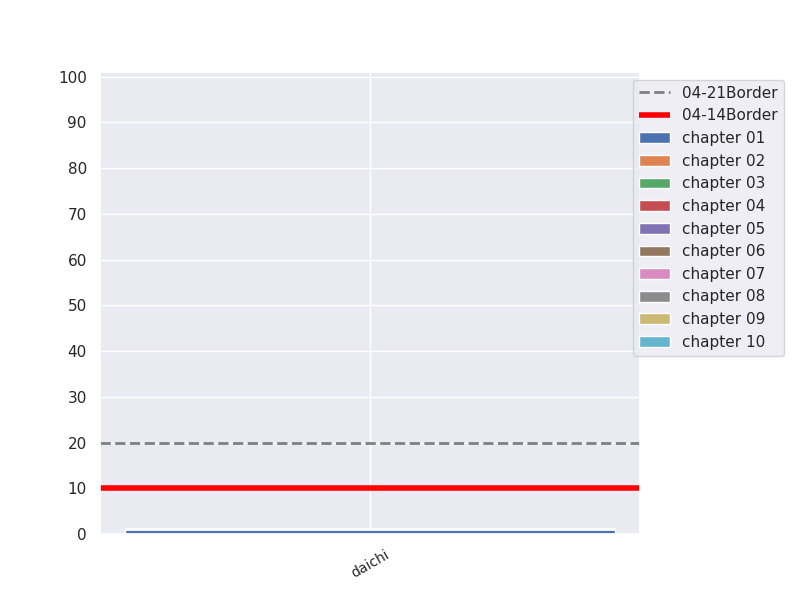 100
90
80
70
60
50
40
30
20
10
0
daichi
04-21Border
04-14Border
chapter 01
chapter 02
chapter 03
chapter 04
chapter 05
chapter 06
chapter 07
chapter 08
chapter 09
chapter 10